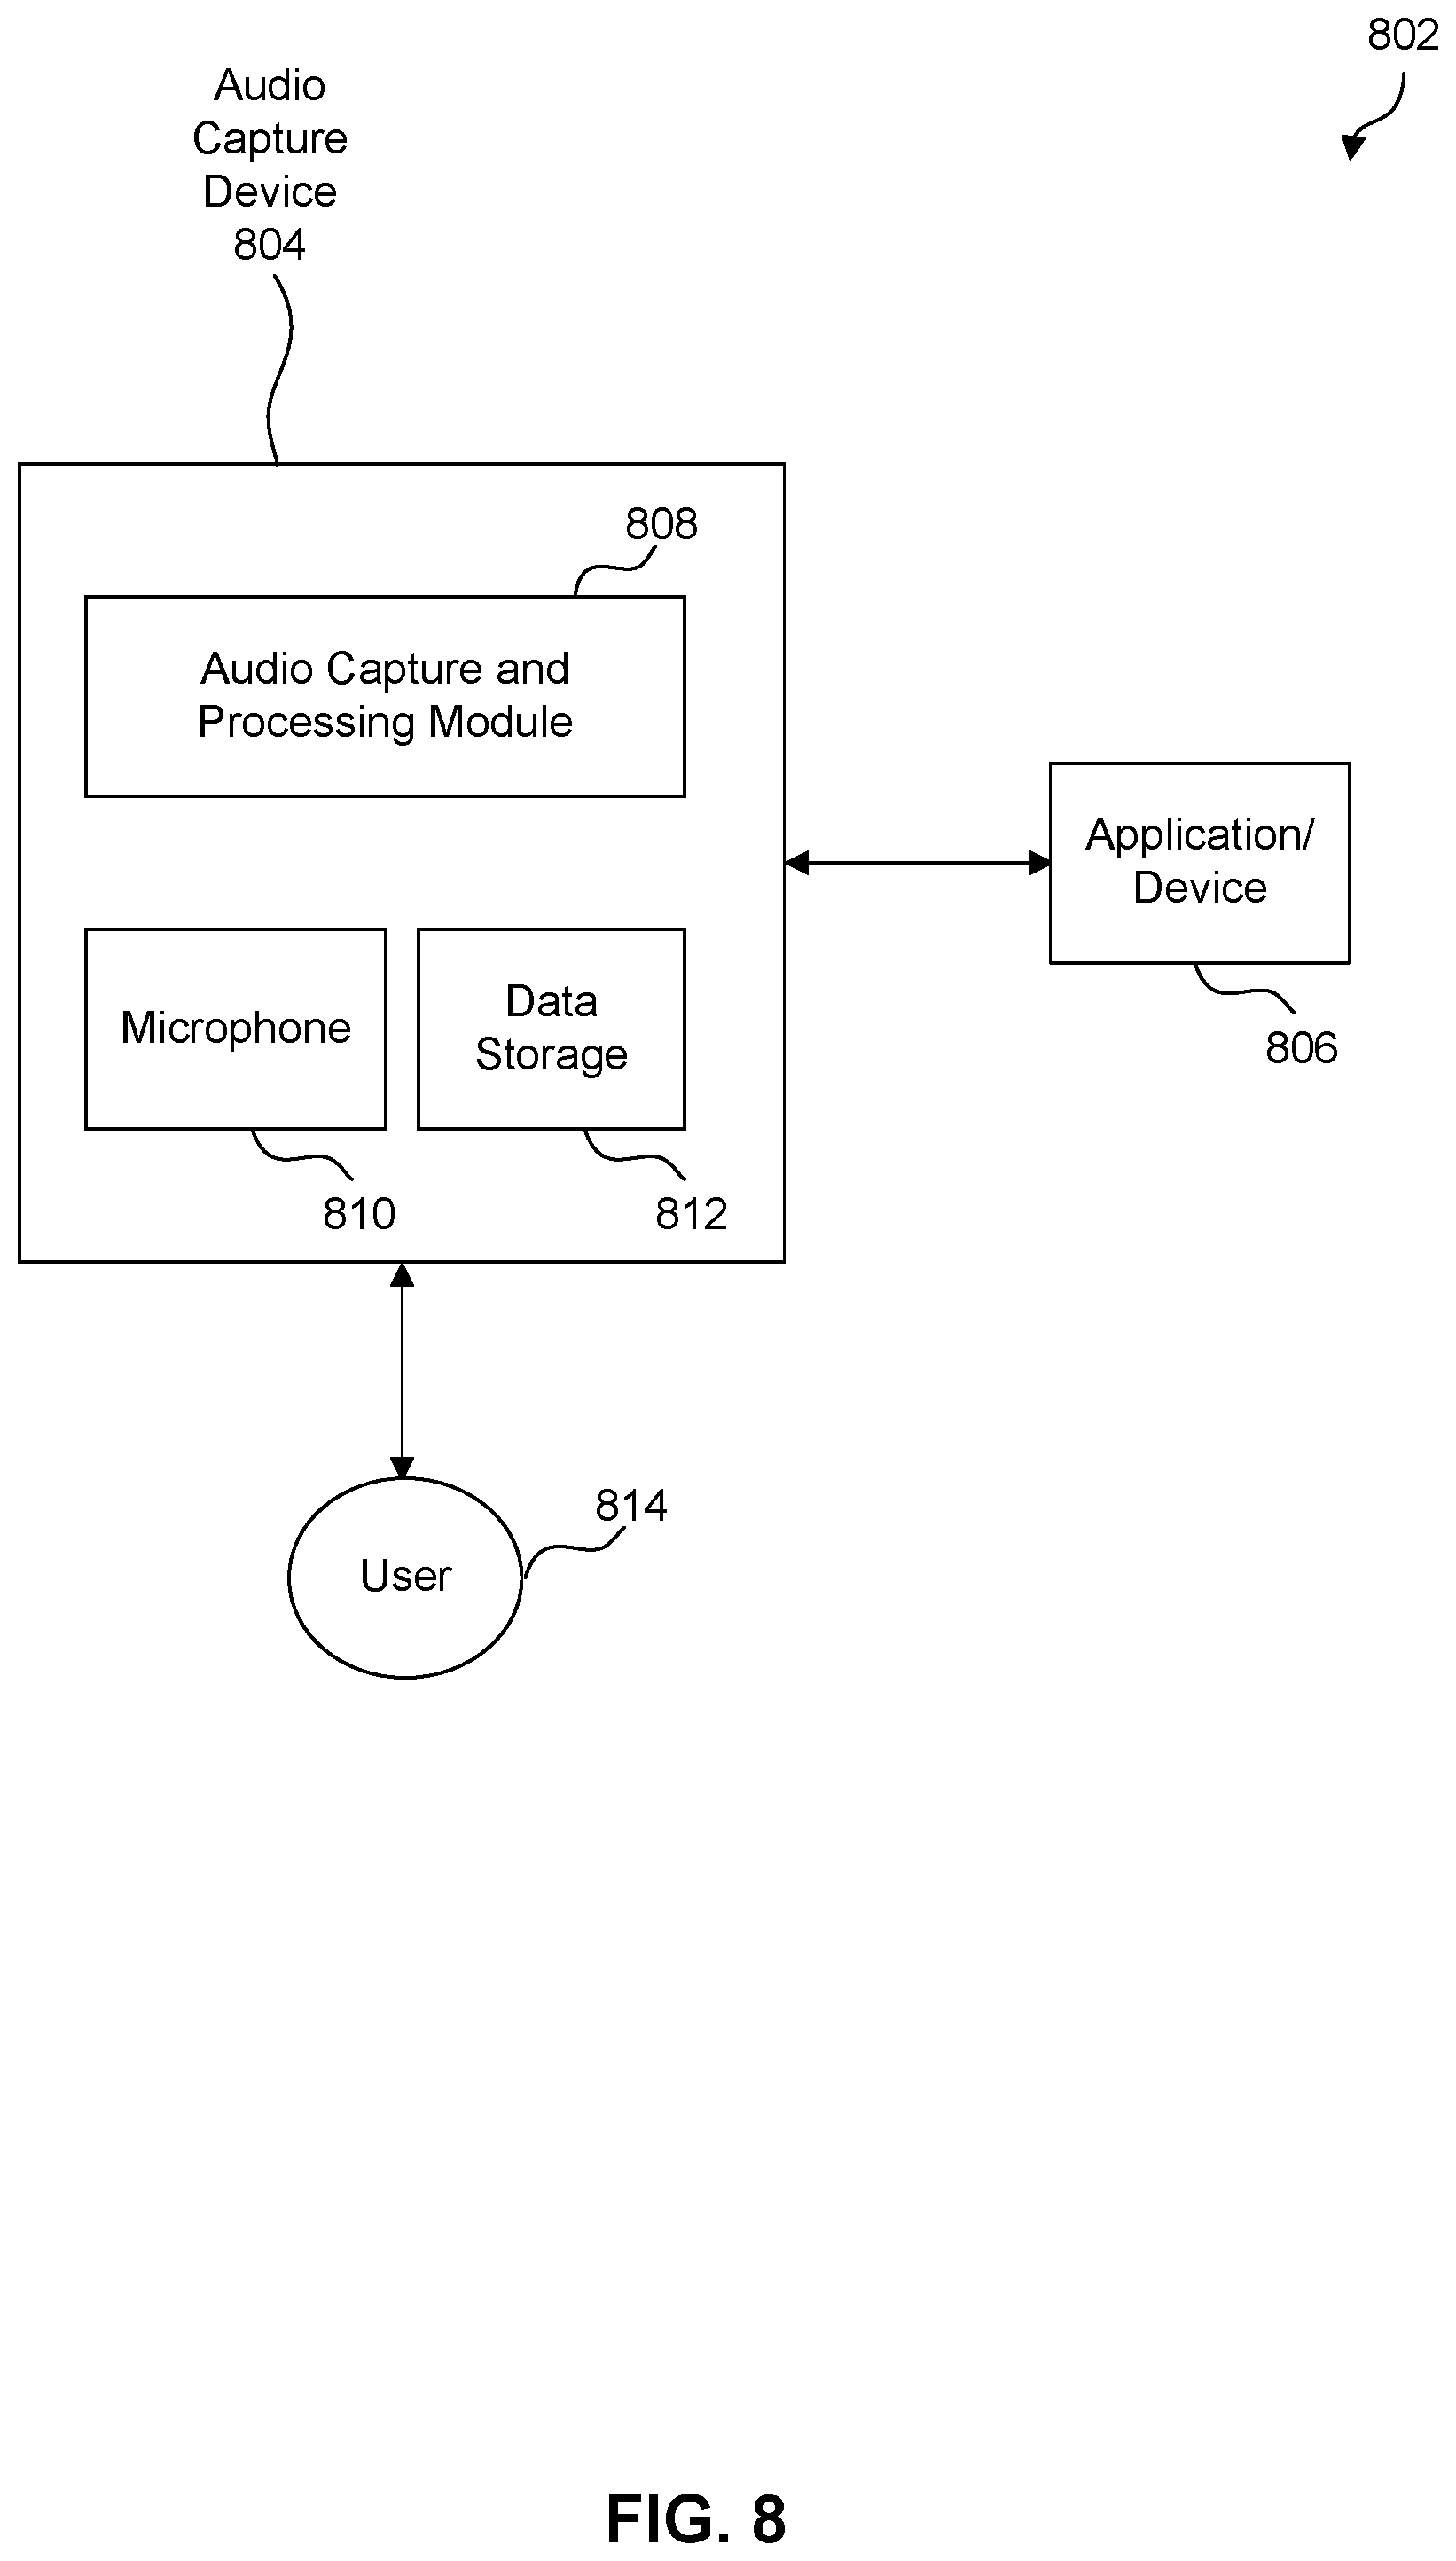 802
Audio
Capture
Device
804
808
Audio Capture and
Processing Module
Application/
Device
806
Microphone
810
Data
Storage
812
814
User
FIG. 8